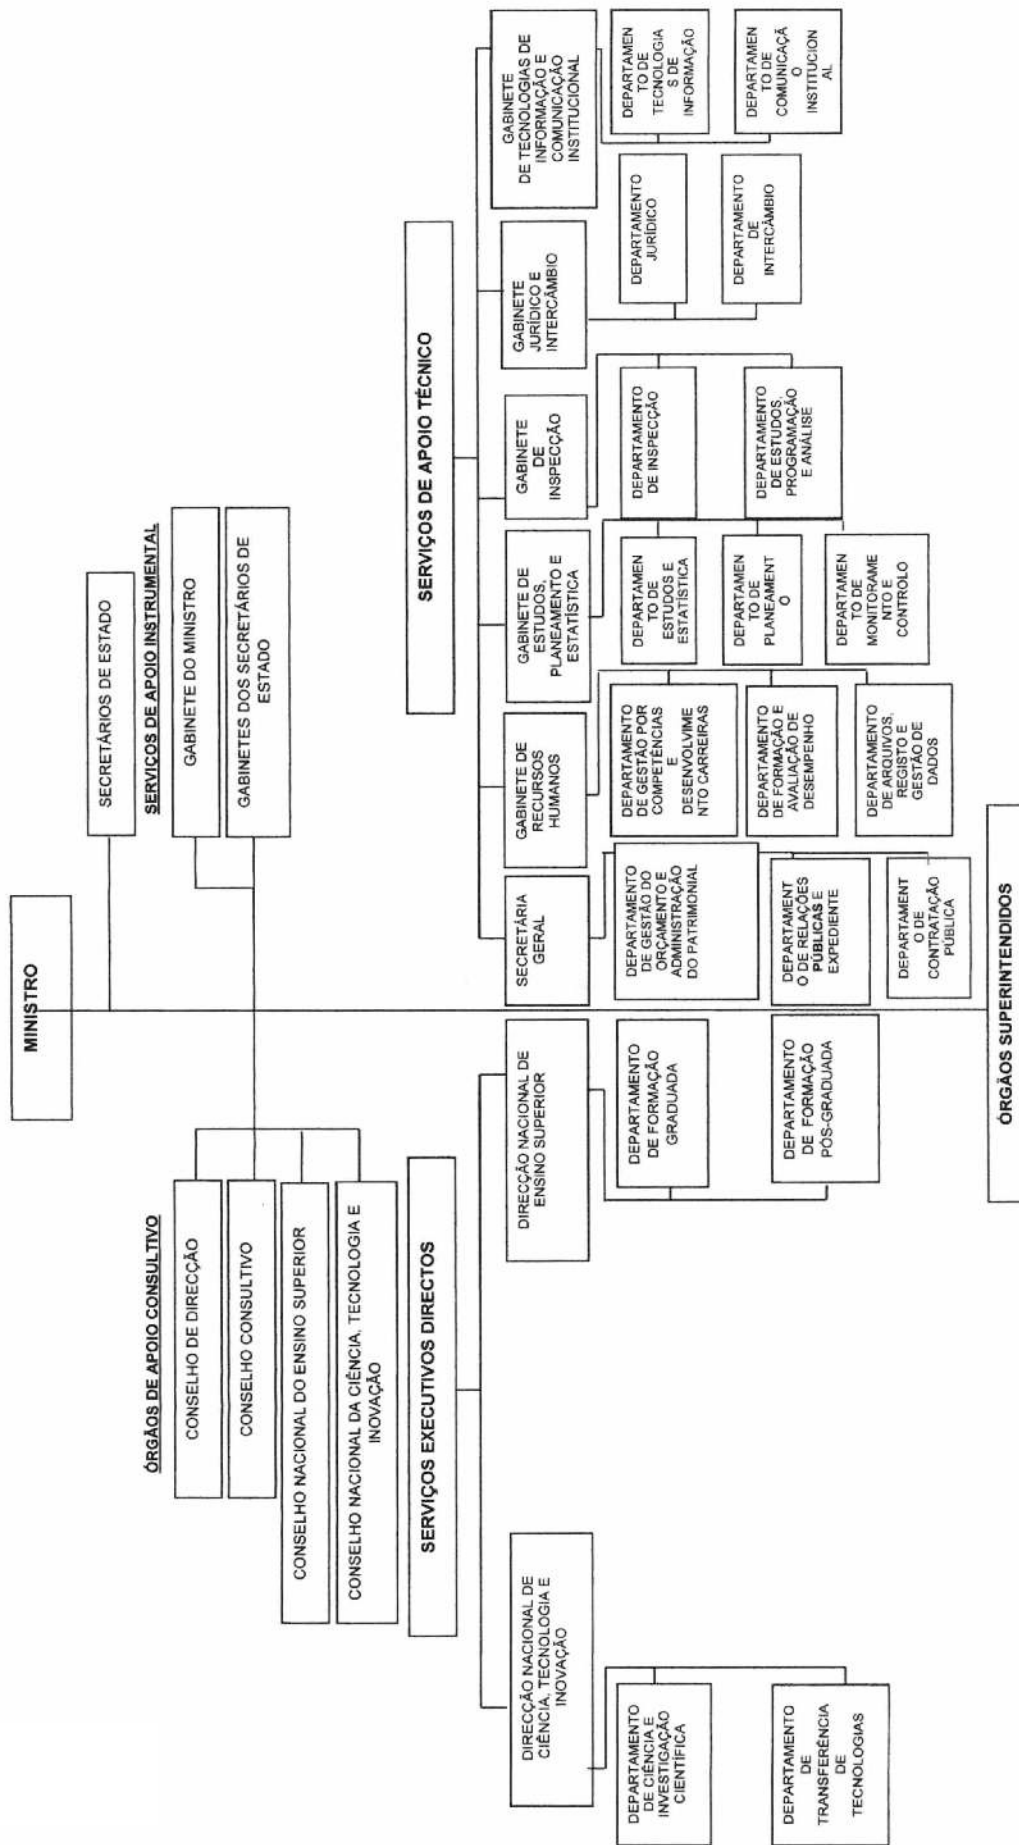 MINISTRO
SECRETÁRIOS DE ESTADO
ÓRGÃOS DE APOIO CONSULTIVO
SERVIÇOS DE APOIO INSTRUMENTAL
CONSELHO DE DIRECÇÃO
GABINETE DO MINISTRO
CONSELHO CONSULTIVO
GABINETES DOS SECRETÁRIOS DE
ESTADO
CONSELHO NACIONAL DO ENSINO SUPERIOR
CONSELHO NACIONAL DA CIÊNCIA, TECNOLOGIA E
INOVAÇÃO
SERVIÇOS EXECUTIVOS DIRECTOS
SERVIÇOS DE APOIO TÉCNICO
DIRECÇÃO NACIONAL DE
CIÊNCIA, TECNOLOGIA E
INOVAÇÃO
DEPARTAMENTO
DE CIÊNCIA E
INVESTIGAÇÃO
CIENTÍFICA
DEPARTAMENTO
DE
TRANSFERÊNCIA
DE
TECNOLOGIAS
DIRECÇÃO NACIONAL DE
ENSINO SUPERIOR
DEPARTAMENTO
DE FORMAÇÃO
GRADUADA
DEPARTAMENTO
DE FORMAÇÃO
PÓS-GRADUADA
SECRETÁRIA
GERAL
DEPARTAMENTO
DE GESTÃO DO
ORÇAMENTO E
ADMINISTRAÇÃO
DO PATRIMONIAL
DEPARTAMENT
O DE RELAÇÕES
PÚBLICAS E
EXPEDIENTE
DEPARTAMENT
O DE
CONTRATAÇÃO
PÚBLICA
GABINETE DE
RECURSOS
HUMANOS
DEPARTAMENTO
DE GESTÃO POR
COMPETÊNCIAS
E
DESENVOLVIME
NTO CARREIRAS
DEPARTAMENTO
DE FORMAÇÃO E
AVALIAÇÃO DE
DESEMPENHO
DEPARTAMENTO
DE ARQUIVOS,
REGISTO E
GESTÃO DE
DADOS
GABINETE DE
ESTUDOS,
PLANEAMENTO E
ESTATÍSTICA
DEPARTAMEN
TO DE
ESTUDOS E
ESTATÍSTICA
DEPARTAMEN
TO DE
PLANEAMENT
O
DEPARTAMEN
TO DE
MONITORAME
NTO E
CONTROLO
GABINETE
DE
INSPECÇÃO
DEPARTAMENTO
DE INSPECÇÃO
DEPARTAMENTO
DE ESTUDOS,
PROGRAMAÇÃO
E ANÁLISE
GABINETE
JURÍDICO E
INTERCÂMBIO
DEPARTAMENTO
JURÍDICO
DEPARTAMENTO
DE
INTERCÂMBIO
GABINETE
DE TECNOLOGIAS DE
INFORMAÇÃO E
COMUNICAÇÃO
INSTITUCIONAL
DEPARTAMEN
TO DE
TECNOLOGIA
S DE
INFORMAÇÃO
DEPARTAMEN
TO DE
COMUNICAÇÃ
O
INSTITUCION
AL
ÓRGÃOS SUPERINTENDIDOS